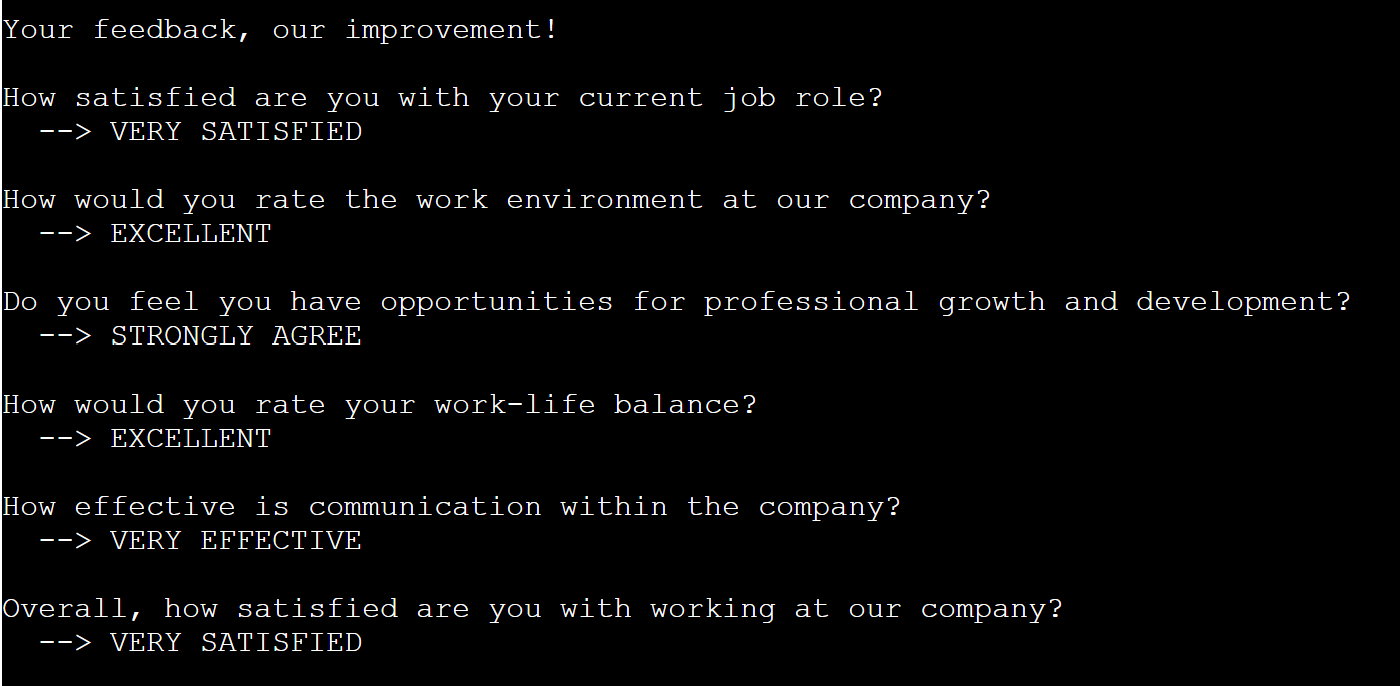 Your feedback, our improvement!
How satisfied are you with your current job role?
--> VERY SATISFIED
How would you rate the work environment at our company?
--> EXCELLENT
Do you feel you have opportunities for professional growth and development?
--> STRONGLY AGREE
How would you rate your work-life balance?
--> EXCELLENT
How effective is communication within the company?
--> VERY EFFECTIVE
Overall, how satisfied are you with working at our company?
--> VERY SATISFIED